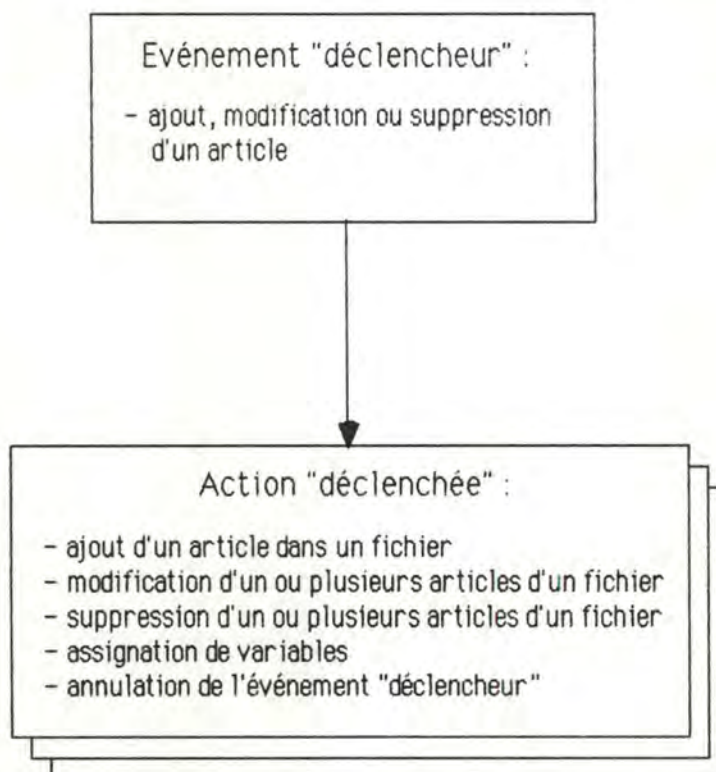 Evénement "déclencheur" :
- ajout, modification ou suppression
d'un article
Action "déclenchée" :
- ajout d'un article dans un fichier
- modification d'un ou plusieurs articles d'un fichier
- suppression d'un ou plusieurs articles d'un fichier
- assignation de variables
- annulation de l'événement "déclencheur"